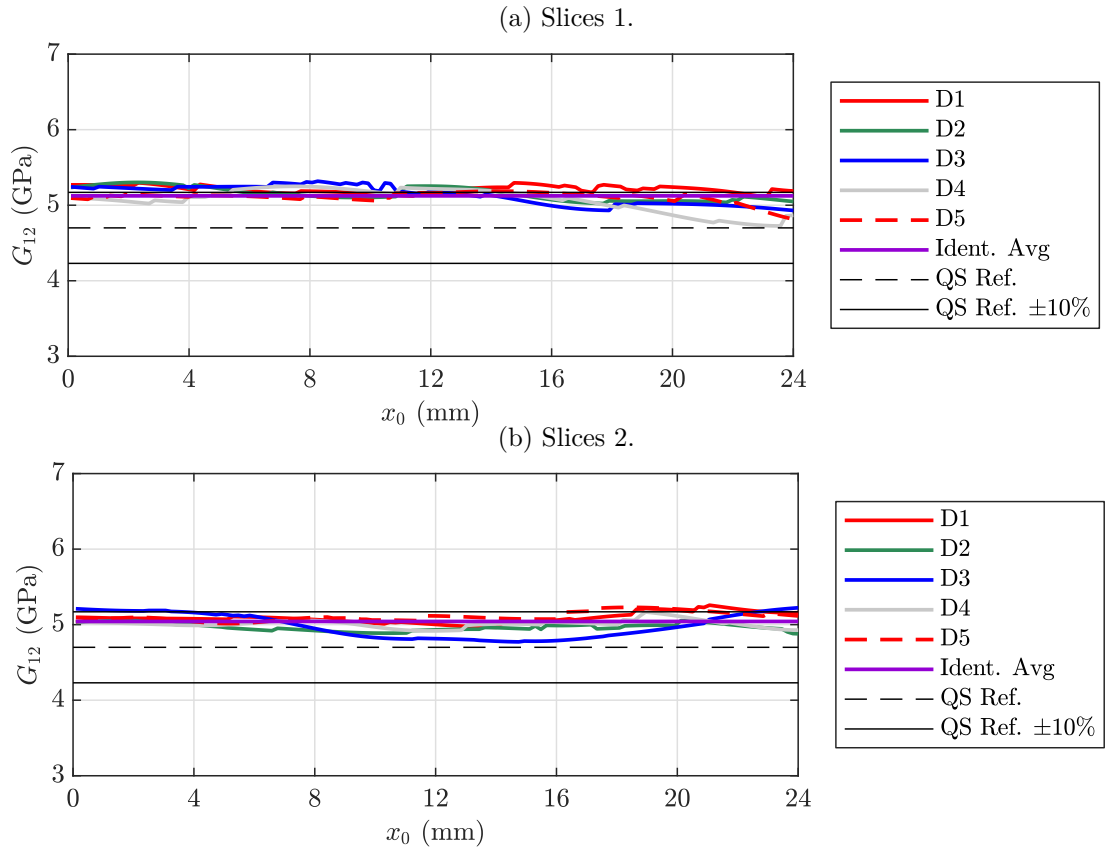 (a) Slices 1.
7
6
5
4
3
G12 (GPa)
0 4 8 12 16 20 24
x0 (mm)
D1
D2
D3
D4
D5
Ident. Avg
QS Ref.
QS Ref. ±10%
(b) Slices 2.
7
6
5
4
3
G12 (GPa)
0 4 8 12 16 20 24
x0 (mm)
D1
D2
D3
D4
D5
Ident. Avg
QS Ref.
QS Ref. ±10%